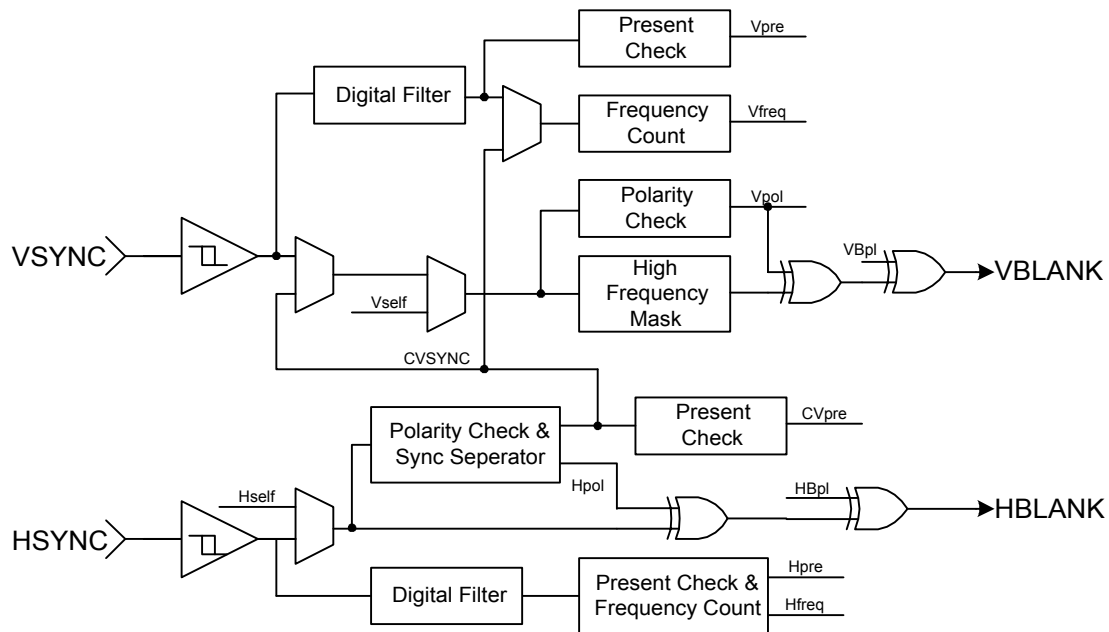 Present
Check
Vpre
Digital Filter
Frequency
Count
Vfreq
Polarity
Check
Vpol
VSYNC
High
Frequency
Mask
VBpl
VBLANK
Vself
CVSYNC
Polarity Check &
Sync Seperator
Present
Check
CVpre
Hself
Hpol
HBpl
HSYNC
HBLANK
Digital Filter
Present Check &
Frequency Count
Hpre
Hfreq